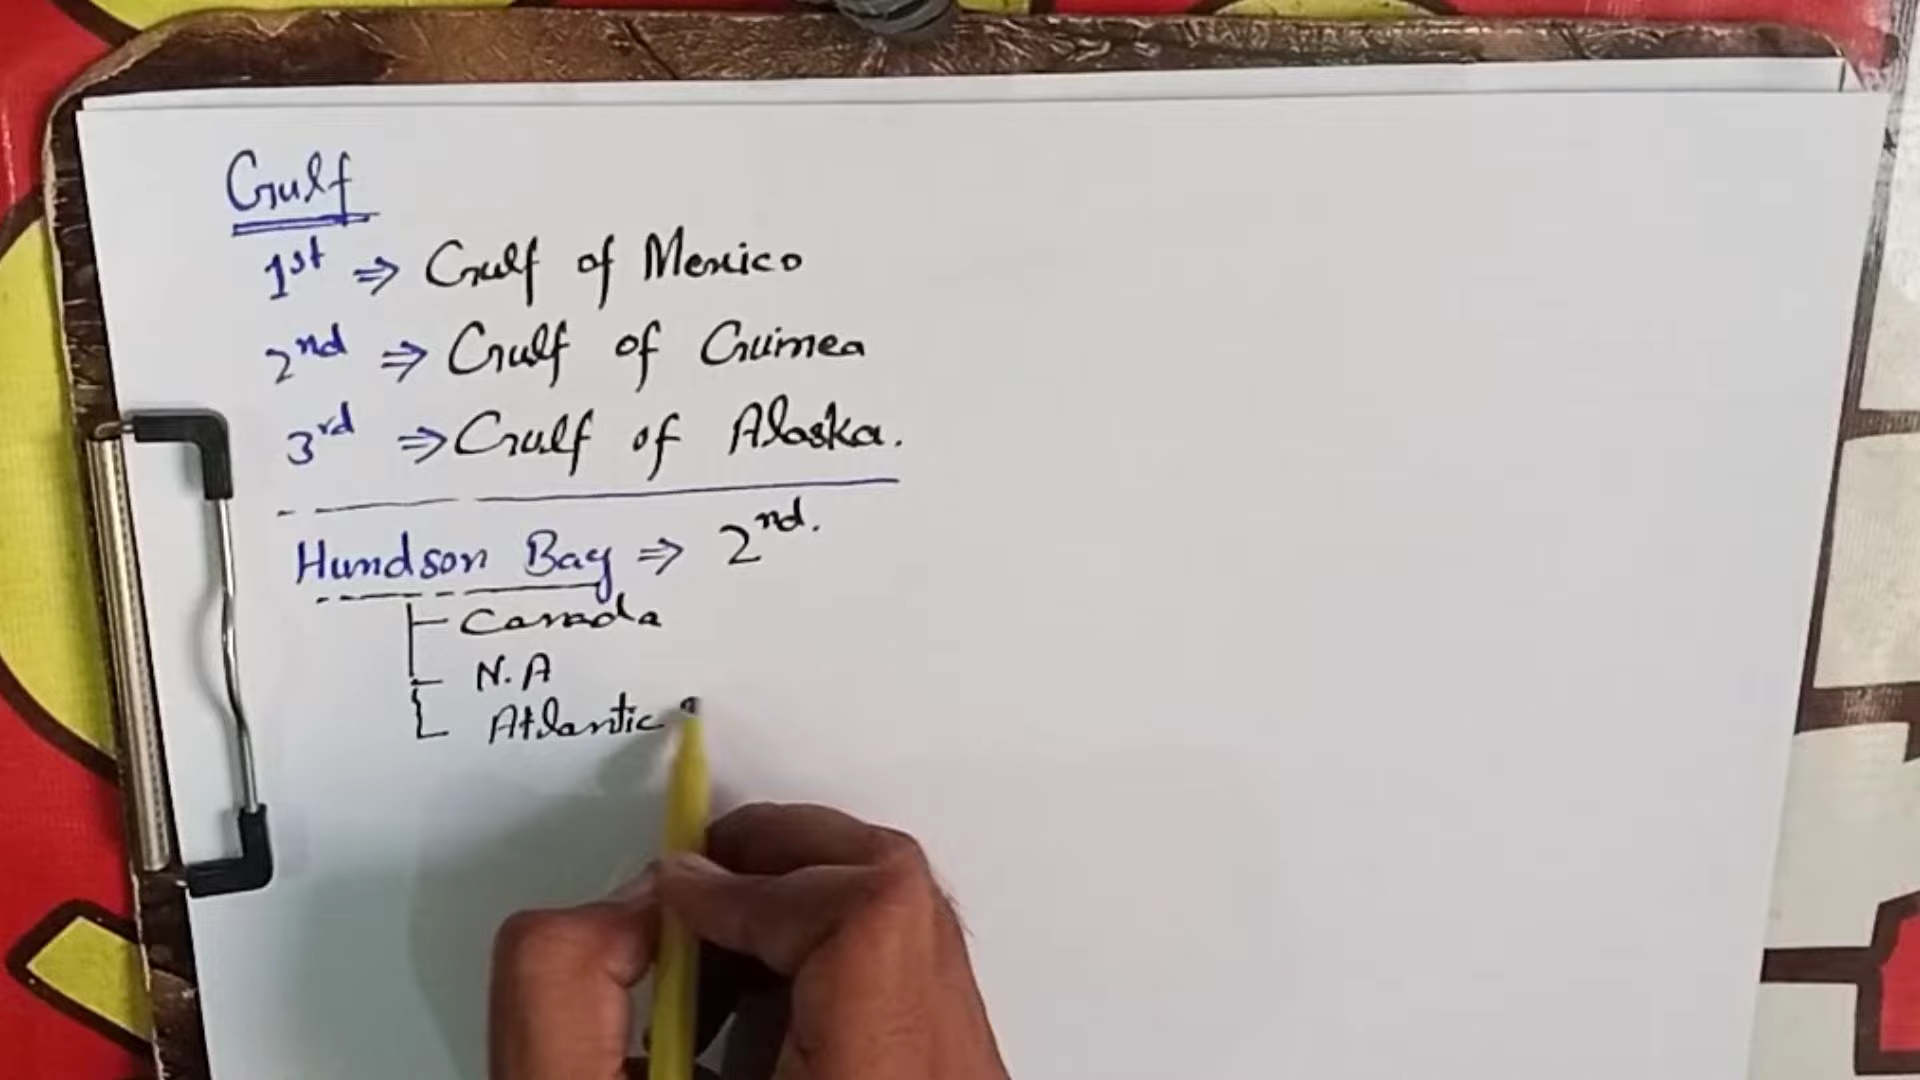 Gulf
1st ⇒ Gulf of Mexico
2nd ⇒ Gulf of Guinea
3rd ⇒ Gulf of Alaska.
Hundson Bay ⇒ 2nd.
Canada
N.A
Atlantic